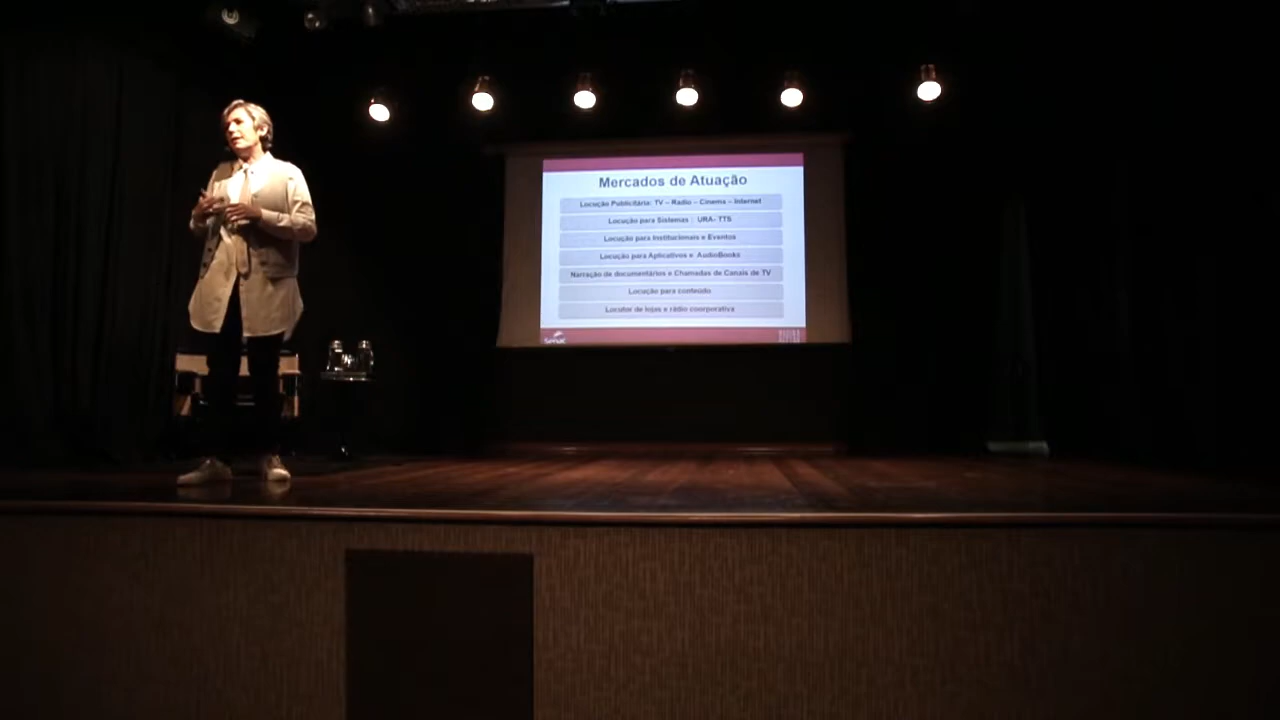 Mercados de Atuação
Locução Publicitária: TV – Radio – Cinema – Internet
Locução para Sistemas : URA- TTS
Locução para Institucionais e Eventos
Locução para Aplicativos e AudioBooks
Narração de documentários e Chamadas de Canais de TV
Locução para conteúdo
Locutor de lojas e rádio coorporativa
Senac